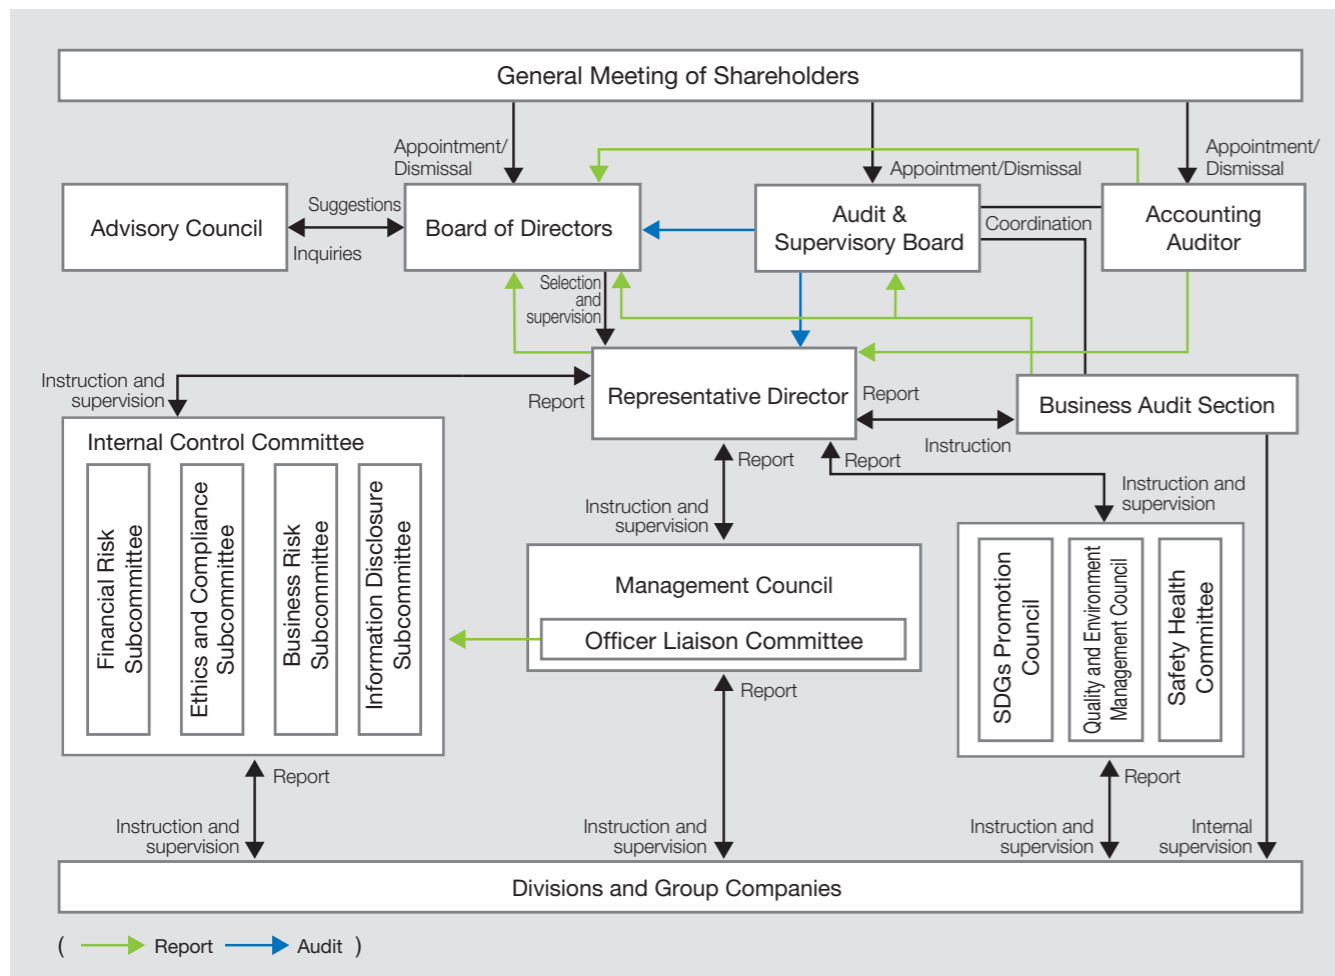 General Meeting of Shareholders
Appointment/
Dismissal
Appointment/Dismissal
Appointment/
Dismissal
Advisory Council
Suggestions
Inquiries
Board of Directors
Audit &
Supervisory Board
Coordination
Accounting
Auditor
Selection
and
supervision
Instruction and
supervision
Report
Representative Director
Report
Instruction
Business Audit Section
Internal Control Committee
Financial Risk
Subcommittee
Ethics and Compliance
Subcommittee
Business Risk
Subcommittee
Information Disclosure
Subcommittee
Report
Instruction and
supervision
Report
Instruction and
supervision
Management Council
Officer Liaison Committee
SDGs Promotion
Council
Quality and Environment
Management Council
Safety Health
Committee
Report
Instruction and
supervision
Report
Instruction and
supervision
Report
Instruction and
supervision
Internal
supervision
Divisions and Group Companies
( Report Audit )